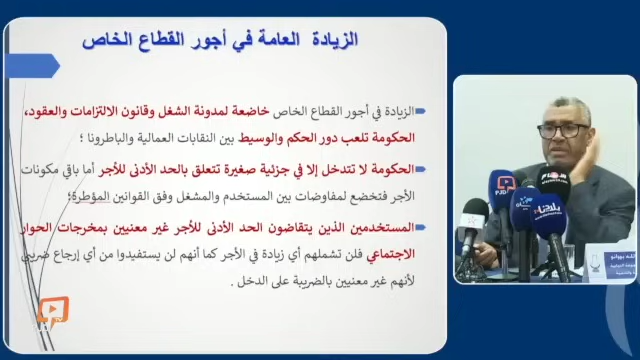 الزيادة العامة في أجور القطاع الخاص
الزيادة في أجور القطاع الخاص خاضعة لمدونة الشغل وقانون الالتزامات والعقود،
الحكومة تلعب دور الحكم والوسيط بين النقابات العمالية والباطرونا ؛
الحكومة لا تتدخل إلا في جزئية صغيرة تتعلق بالحد الأدنى للأجر أما باقي مكونات
الأجر فتخضع لمفاوضات بين المستخدم والمشغل وفق القوانين المؤطرة؛
المستخدمين الذين يتقاضون الحد الأدنى للأجر غير معنيين بمخرجات الحوار
الاجتماعي فلن تشملهم أي زيادة في الأجر كما أنهم لن يستفيدوا من أي إرجاع ضريبي
لأنهم غير معنيين بالضريبة على الدخل .
PJD